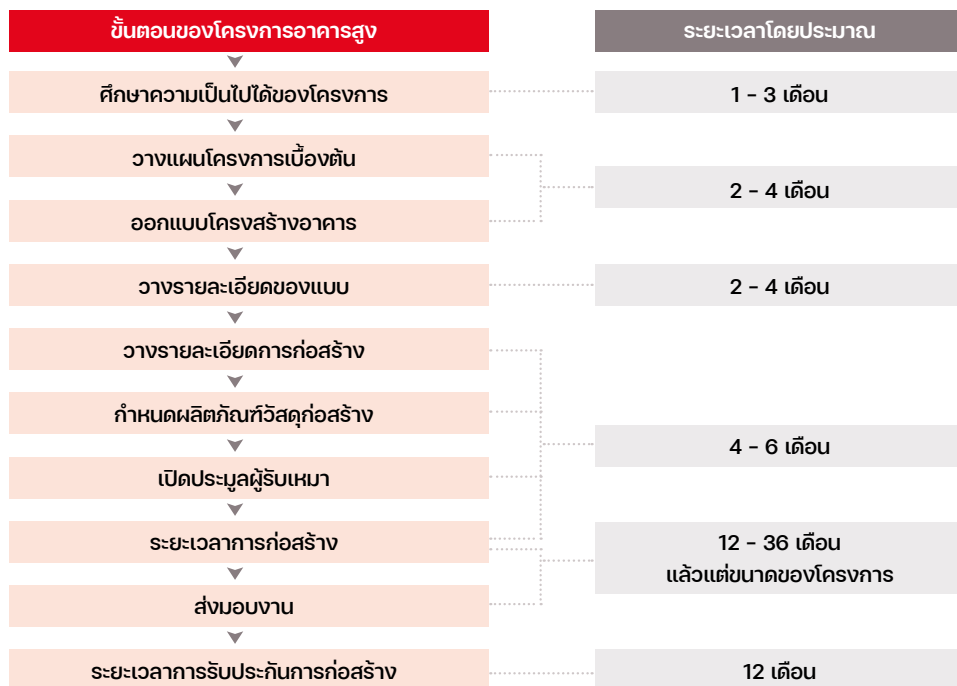 ขั้นตอนของโครงการอาคารสูง
ระยะเวลาโดยประมาณ
ศึกษาความเป็นไปได้ของโครงการ
1 - 3 เดือน
วางแผนโครงการเบื้องต้น
ออกแบบโครงสร้างอาคาร
2 - 4 เดือน
วางรายละเอียดของแบบ
2 - 4 เดือน
วางรายละเอียดการก่อสร้าง
กำหนดผลิตภัณฑ์วัสดุก่อสร้าง
เปิดประมูลผู้รับเหมา
4 - 6 เดือน
ระยะเวลาการก่อสร้าง
ส่งมอบงาน
12 - 36 เดือน
แล้วแต่ขนาดของโครงการ
ระยะเวลาการรับประกันการก่อสร้าง
12 เดือน